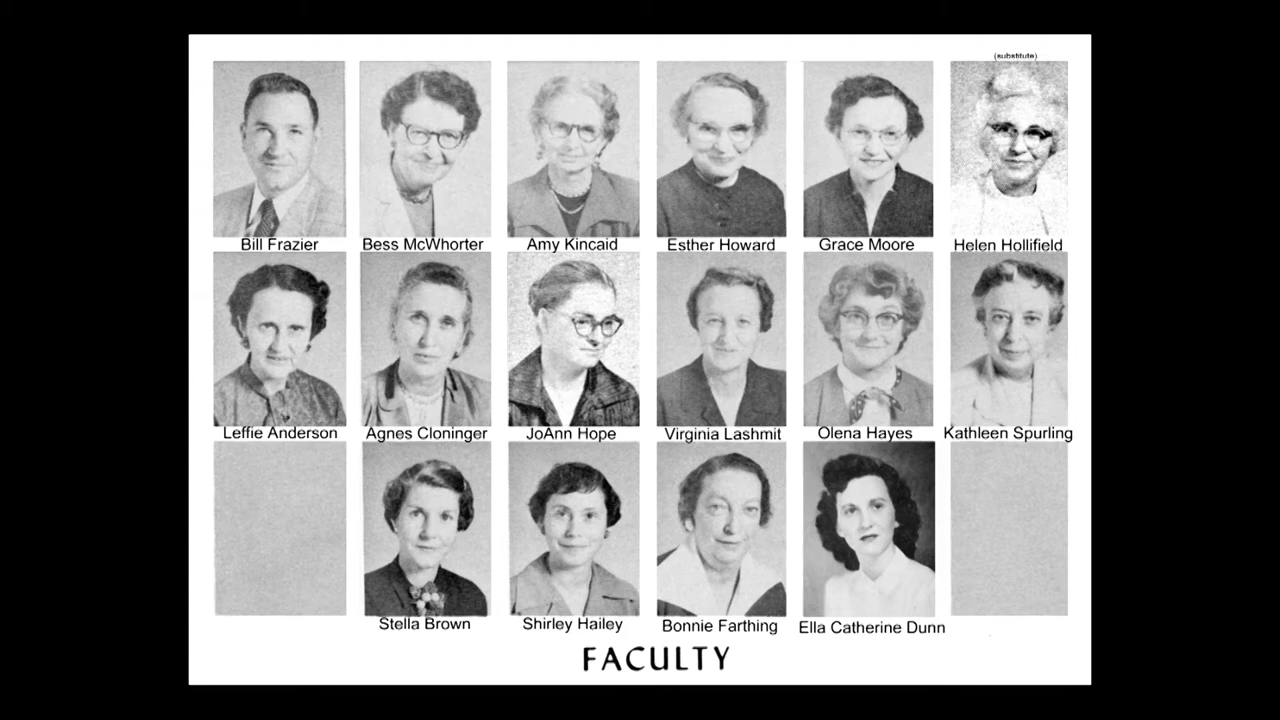 (substitute)
Bill Frazier Bess McWhorter Amy Kincaid Esther Howard Grace Moore Helen Hollifield
Leffie Anderson Agnes Cloninger JoAnn Hope Virginia Lashmit Olena Hayes Kathleen Spurling
Stella Brown Shirley Hailey Bonnie Farthing Ella Catherine Dunn
FACULTY